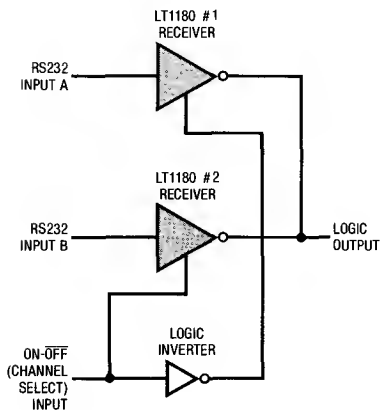 LT1180 #1
RECEIVER
RS232
INPUT A
LT1180 #2
RECEIVER
RS232
INPUT B
LOGIC
OUTPUT
ON-OFF
(CHANNEL
SELECT)
INPUT
LOGIC
INVERTER